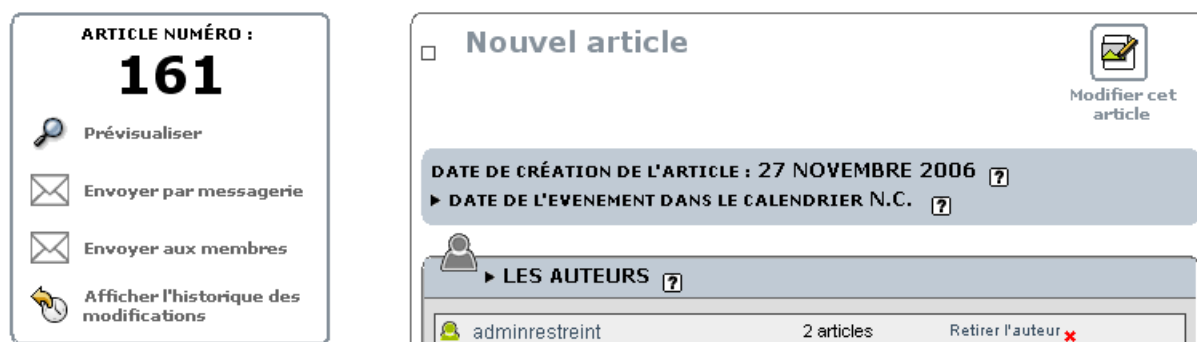 ARTICLE NUMÉRO :
161
Prévisualiser
Envoyer par messagerie
Envoyer aux membres
Afficher l'historique des
modifications
Nouvel article
Modifier cet
article
DATE DE CRÉATION DE L'ARTICLE : 27 NOVEMBRE 2006 ?
DATE DE L'EVENEMENT DANS LE CALENDRIER N.C. ?
LES AUTEURS ?
adminrestreint 2 articles Retirer l'auteur